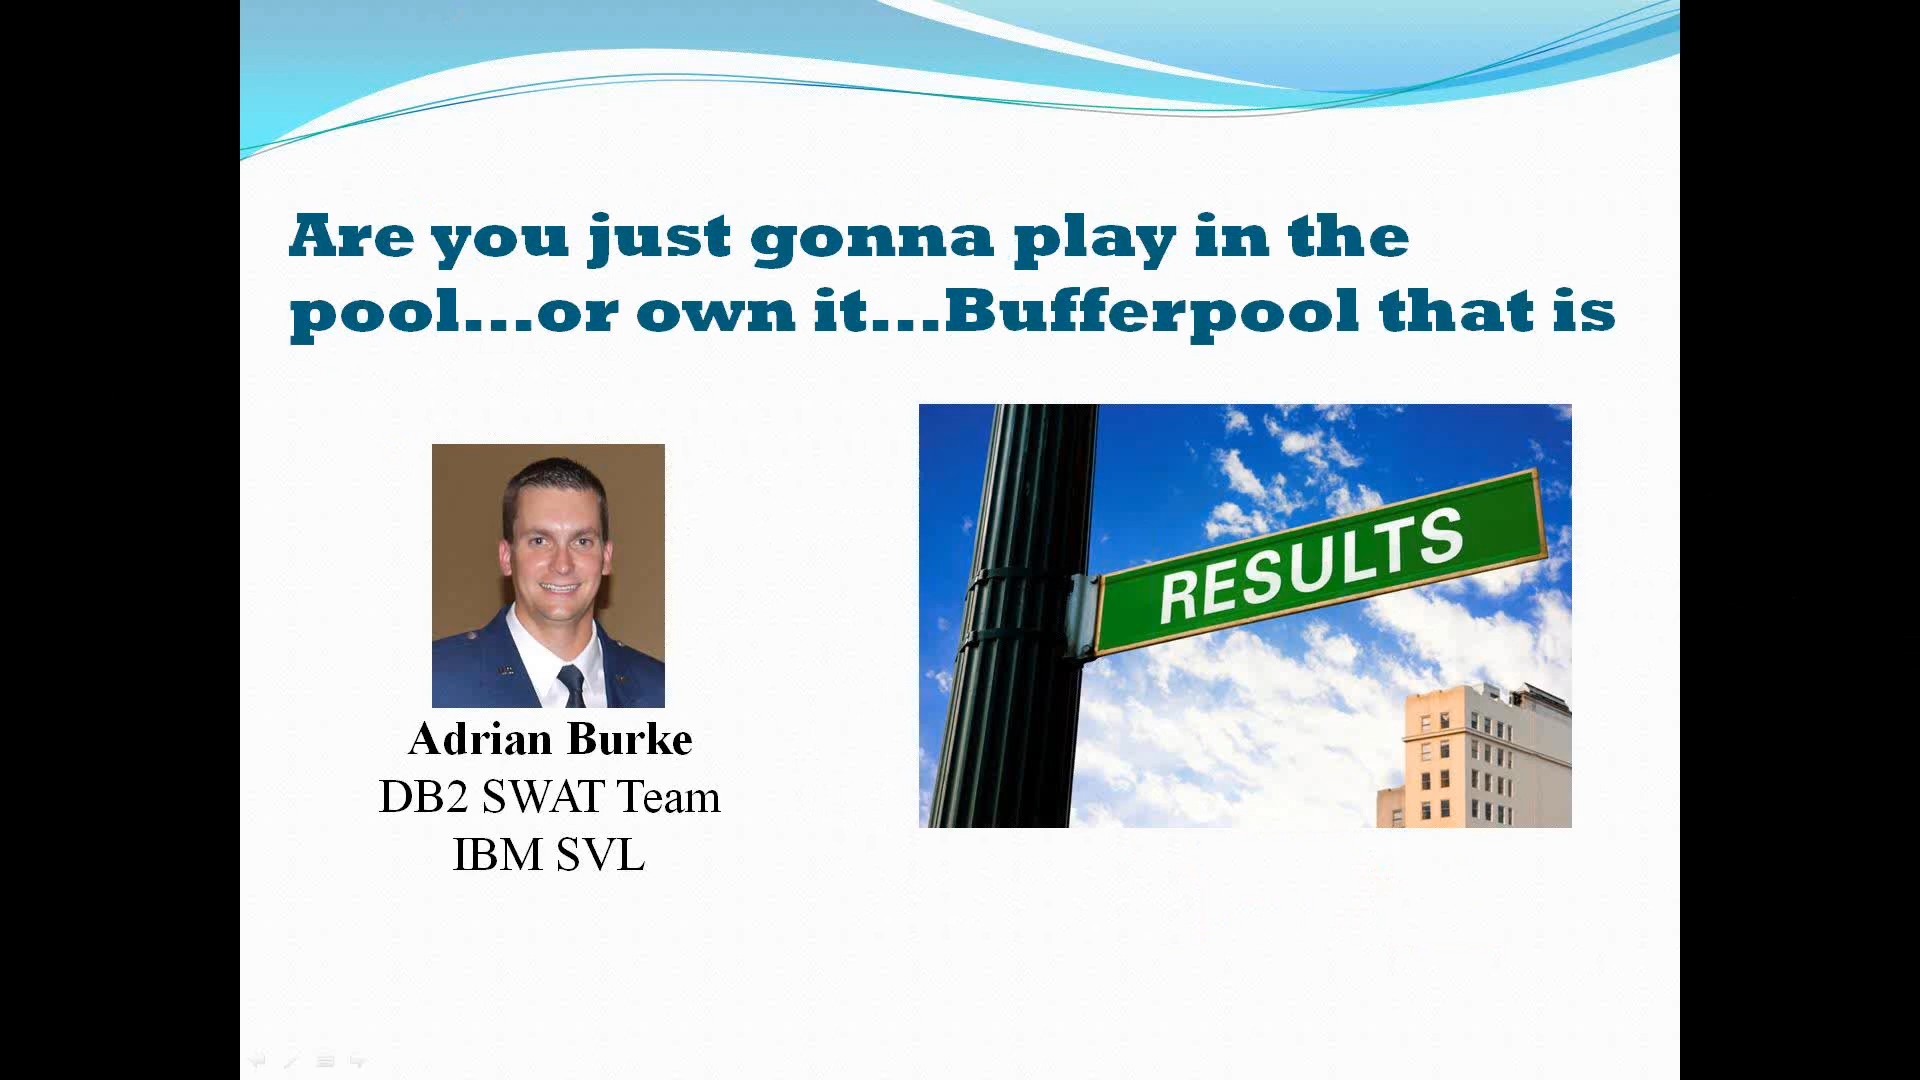 Are you just gonna play in the
pool...or own it...Bufferpool that is
RESULTS
Adrian Burke
DB2 SWAT Team
IBM SVL